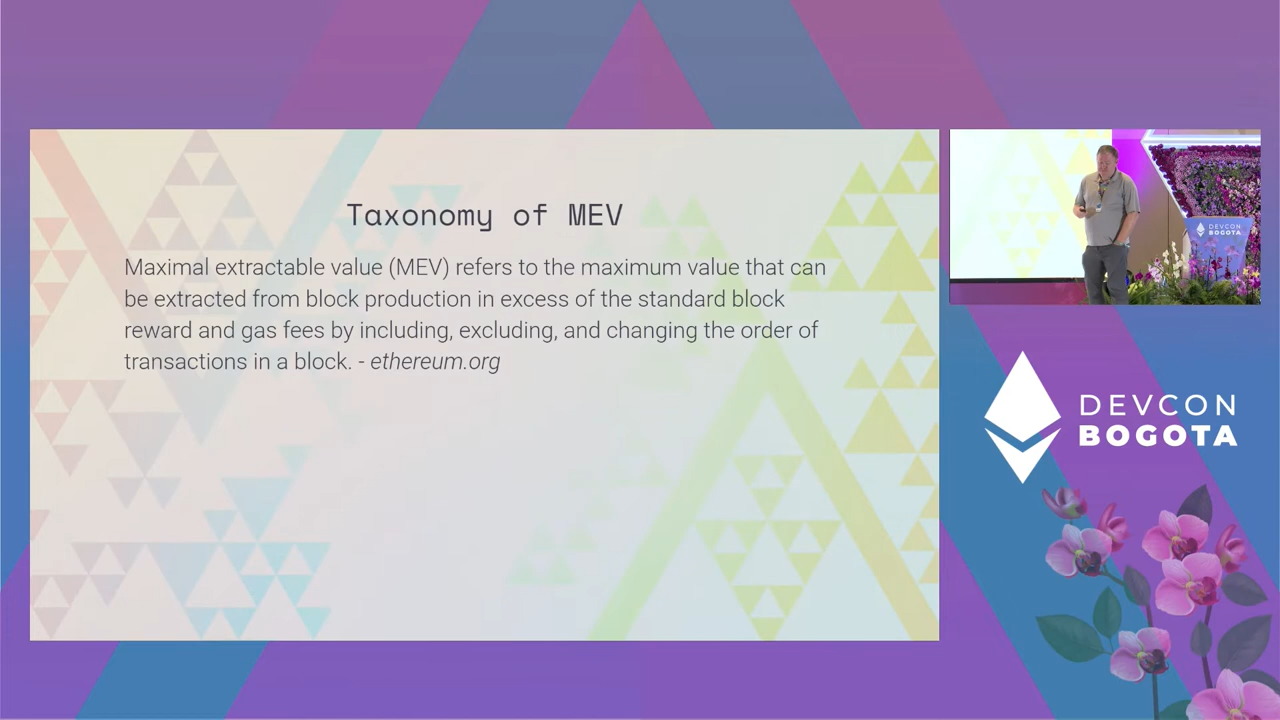 Taxonomy of MEV
Maximal extractable value (MEV) refers to the maximum value that can
be extracted from block production in excess of the standard block
reward and gas fees by including, excluding, and changing the order of
transactions in a block. - ethereum.org
DEVCON
BOGOTA
DEVCON
BOGOTA